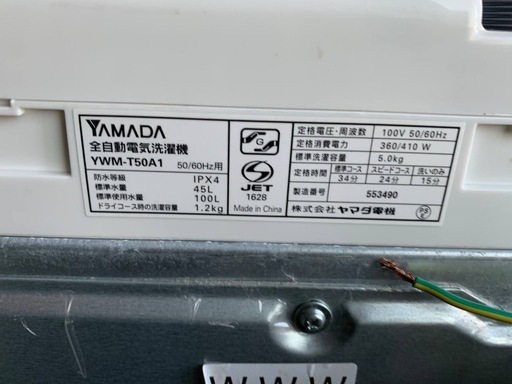 YAMADA
全自動電気洗濯機
YWM-T50A1 50/60Hz用
防水等級 IPX4
標準水量 45L
標準使用水量 100L
ドライコース時の洗濯容量 1.2kg
G
S
JET
1628
Made in China
定格電圧・周波数 100V 50/60Hz
定格消費電力 360/410 W
標準洗濯容量 5.0kg
目安時間 標準コース スピードコース 洗いのみ
34分 24分 15分
製造番号 553490
株式会社 ヤマダ電機
PS
E
WWW